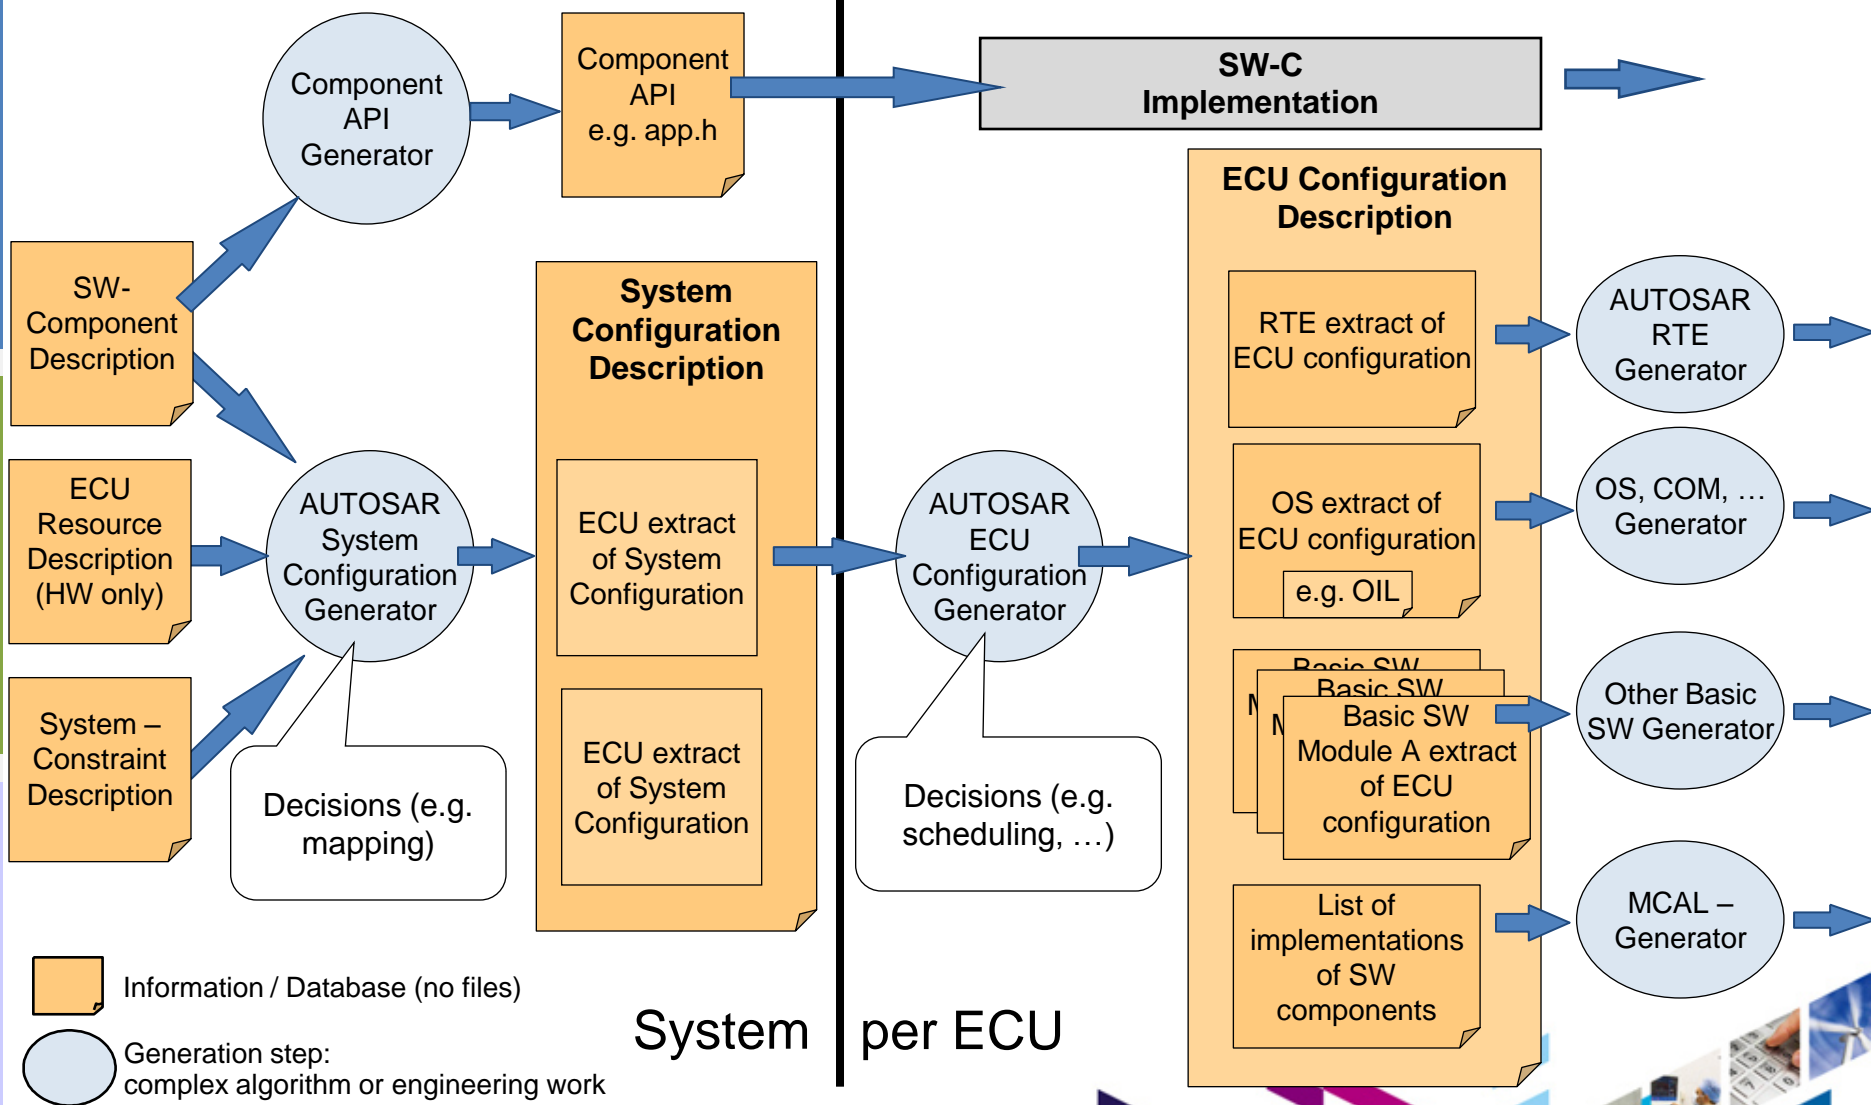 Component
API
Generator
Component
API
e.g. app.h
SW-C
Implementation
SW-
Component
Description
ECU
Resource
Description
(HW only)
System –
Constraint
Description
AUTOSAR
System
Configuration
Generator
Decisions (e.g.
mapping)
System
Configuration
Description
ECU extract
of System
Configuration
ECU extract
of System
Configuration
AUTOSAR
ECU
Configuration
Generator
Decisions (e.g.
scheduling, …)
ECU Configuration
Description
RTE extract of
ECU configuration
OS extract of
ECU configuration
e.g. OIL
Basic SW
M
Basic SW
M
Basic SW
Module A extract
of ECU
configuration
List of
implementations
of SW
components
AUTOSAR
RTE
Generator
OS, COM, …
Generator
Other Basic
SW Generator
MCAL –
Generator
Information / Database (no files)
Generation step:
complex algorithm or engineering work
System
per ECU